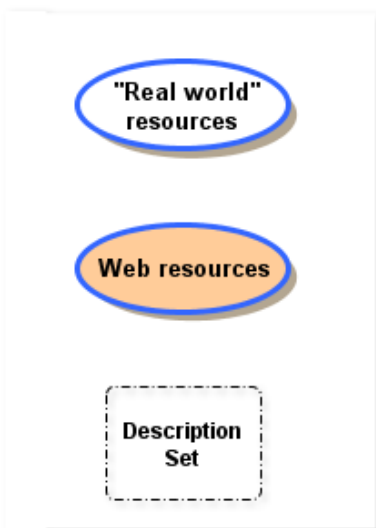 "Real world"
resources
Web resources
Description
Set